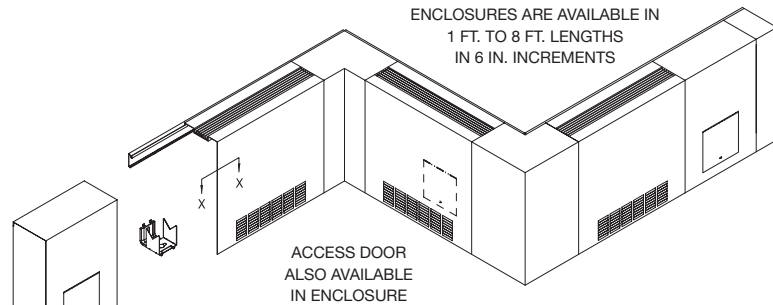 ENCLOSURES ARE AVAILABLE IN
1 FT. TO 8 FT. LENGTHS
IN 6 IN. INCREMENTS
X
X
ACCESS DOOR
ALSO AVAILABLE
IN ENCLOSURE